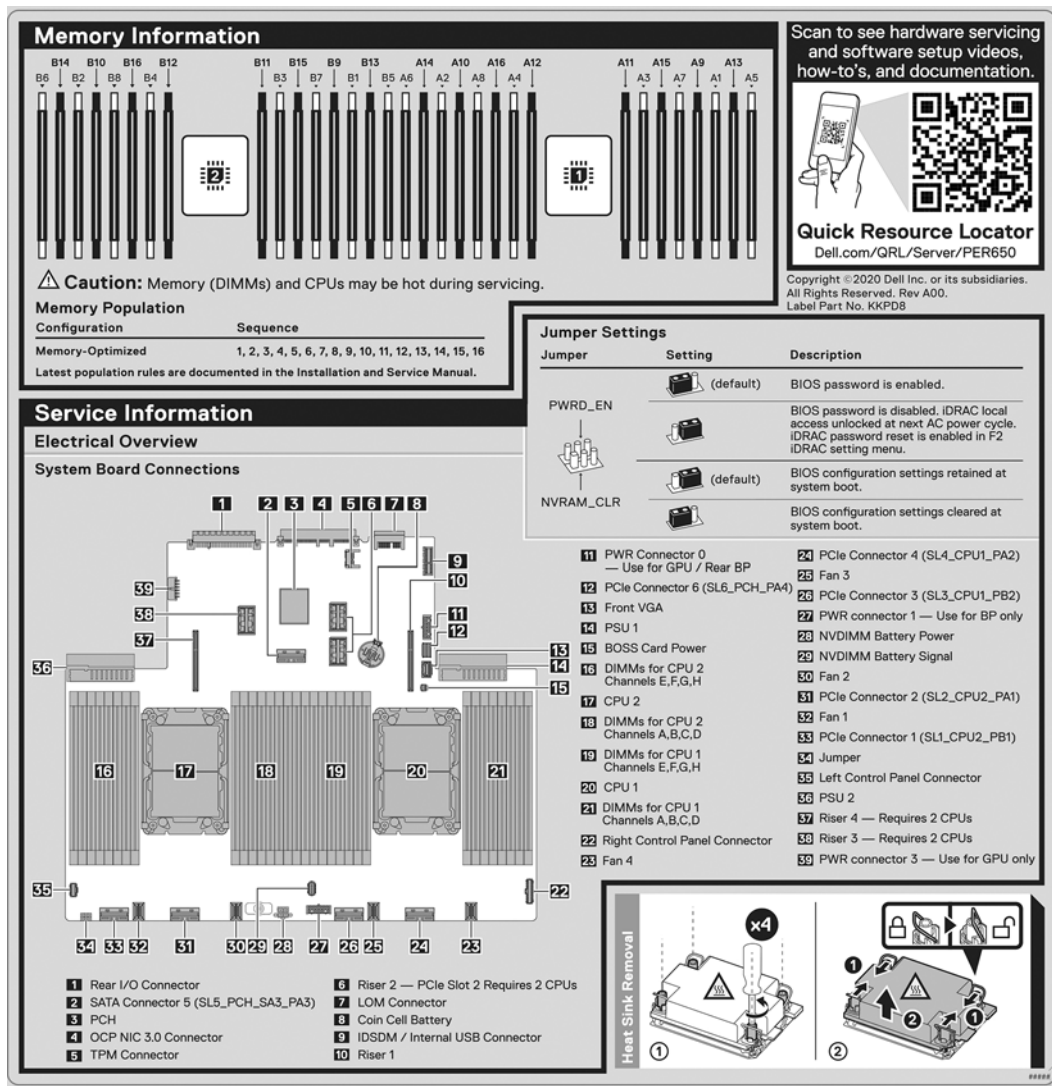 Memory Information
B14 B10 B16 B12 B11 B15 B9 B13 A14 A10 A16 A12 A11 A15 A9 A13
B6 B2 B8 B4 B3 B7 B1 B5 A6 A2 A8 A4 A3 A7 A1 A5
2
1
Caution: Memory (DIMMs) and CPUs may be hot during servicing.
Memory Population
Configuration Sequence
Memory-Optimized 1, 2, 3, 4, 5, 6, 7, 8, 9, 10, 11, 12, 13, 14, 15, 16
Latest population rules are documented in the Installation and Service Manual.
Scan to see hardware servicing
and software setup videos,
how-to's, and documentation.
Quick Resource Locator
Dell.com/QRL/Server/PER650
Copyright ©2020 Dell Inc. or its subsidiaries.
All Rights Reserved. Rev A00.
Label Part No. KKPD8
Jumper Settings
Jumper Setting Description
PWRD_EN
(default) BIOS password is enabled.
BIOS password is disabled. iDRAC local
access unlocked at next AC power cycle.
iDRAC password reset is enabled in F2
iDRAC setting menu.
NVRAM_CLR
(default) BIOS configuration settings retained at
system boot.
BIOS configuration settings cleared at
system boot.
Service Information
Electrical Overview
System Board Connections
1 2 3 4 5 6 7 8
9
10
11
12
13
14
15
39
38
37
36
16 17 18 19 20 21
35 22
34 33 32 31 30 29 28 27 26 25 24 23
1 Rear I/O Connector
2 SATA Connector 5 (SL5_PCH_SA3_PA3)
3 PCH
4 OCP NIC 3.0 Connector
5 TPM Connector
6 Riser 2 — PCIe Slot 2 Requires 2 CPUs
7 LOM Connector
8 Coin Cell Battery
9 IDSDM / Internal USB Connector
10 Riser 1
11 PWR Connector 0
— Use for GPU / Rear BP
12 PCIe Connector 6 (SL6_PCH_PA4)
13 Front VGA
14 PSU 1
15 BOSS Card Power
16 DIMMs for CPU 2
Channels E,F,G,H
17 CPU 2
18 DIMMs for CPU 2
Channels A,B,C,D
19 DIMMs for CPU 1
Channels E,F,G,H
20 CPU 1
21 DIMMs for CPU 1
Channels A,B,C,D
22 Right Control Panel Connector
23 Fan 4
24 PCIe Connector 4 (SL4_CPU1_PA2)
25 Fan 3
26 PCIe Connector 3 (SL3_CPU1_PB2)
27 PWR connector 1 — Use for BP only
28 NVDIMM Battery Power
29 NVDIMM Battery Signal
30 Fan 2
31 PCIe Connector 2 (SL2_CPU2_PA1)
32 Fan 1
33 PCIe Connector 1 (SL1_CPU2_PB1)
34 Jumper
35 Left Control Panel Connector
36 PSU 2
37 Riser 4 — Requires 2 CPUs
38 Riser 3 — Requires 2 CPUs
39 PWR connector 3 — Use for GPU only
Heat Sink Removal
x4
1
1
2
1
2
#####